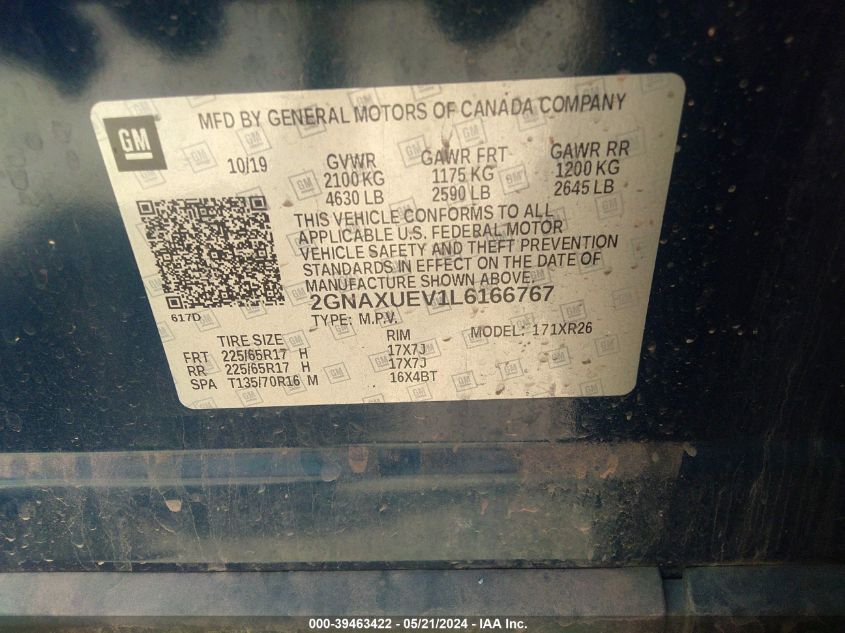 GM
MFD BY GENERAL MOTORS OF CANADA COMPANY
10/19 GVWR GAWR FRT GAWR RR
2100 KG 1175 KG 1200 KG
4630 LB 2590 LB 2645 LB
THIS VEHICLE CONFORMS TO ALL
APPLICABLE U.S. FEDERAL MOTOR
VEHICLE SAFETY AND THEFT PREVENTION
STANDARDS IN EFFECT ON THE DATE OF
MANUFACTURE SHOWN ABOVE.
617D 2GNAXUEV1L6166767
TYPE: M.P.V. MODEL: 171XR26
TIRE SIZE RIM
FRT 225/65R17 H 17X7J
RR 225/65R17 H 17X7J
SPA T135/70R16 M 16X4BT
000-39463422 - 05/21/2024 - IAA Inc.